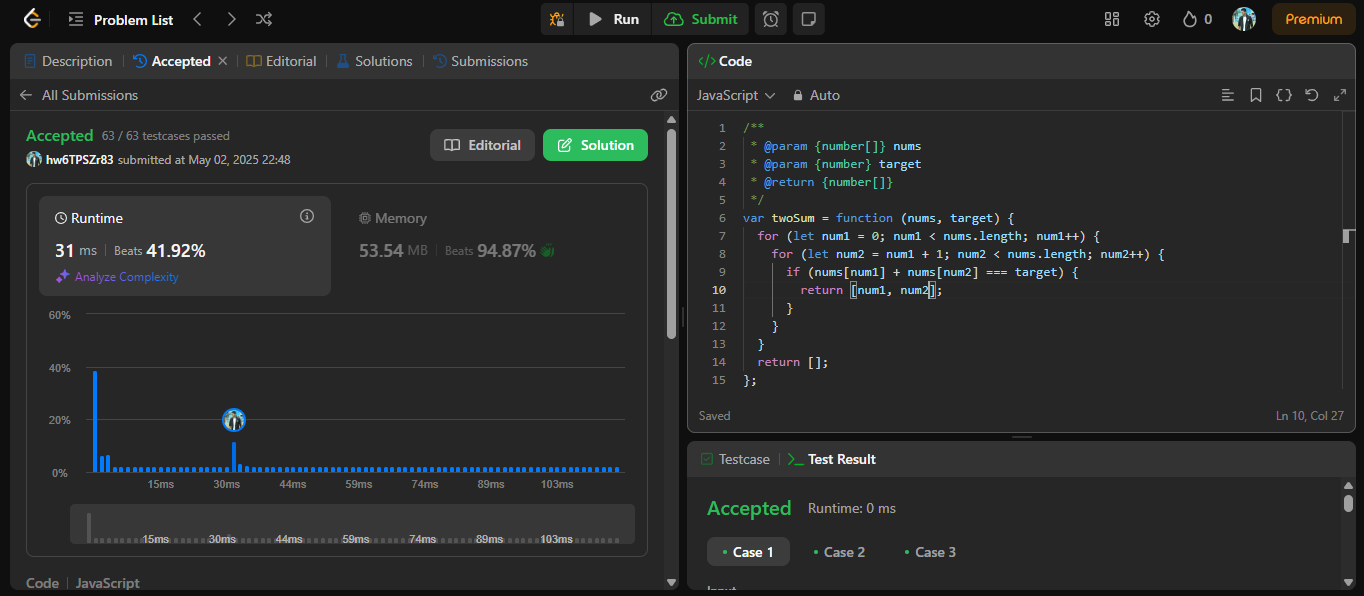 Problem List
Run
Submit
0
Premium
Description
Accepted
Editorial
Solutions
Submissions
All Submissions
Accepted 63 / 63 testcases passed
hw6TPSZr83 submitted at May 02, 2025 22:48
Editorial
Solution
Runtime
31 ms
Beats 41.92%
Analyze Complexity
Memory
53.54 MB
Beats 94.87%
60%
40%
20%
0%
15ms 30ms 44ms 59ms 74ms 89ms 103ms
15ms 30ms 44ms 59ms 74ms 89ms 103ms
Code | JavaScript
</> Code
JavaScript
Auto
1 /**
2  * @param {number[]} nums
3  * @param {number} target
4  * @return {number[]}
5  */
6 var twoSum = function (nums, target) {
7   for (let num1 = 0; num1 < nums.length; num1++) {
8     for (let num2 = num1 + 1; num2 < nums.length; num2++) {
9       if (nums[num1] + nums[num2] === target) {
10         return [num1, num2];
11       }
12     }
13   }
14   return [];
15 };
Saved
Ln 10, Col 27
Testcase
>_ Test Result
Accepted Runtime: 0 ms
• Case 1
• Case 2
• Case 3